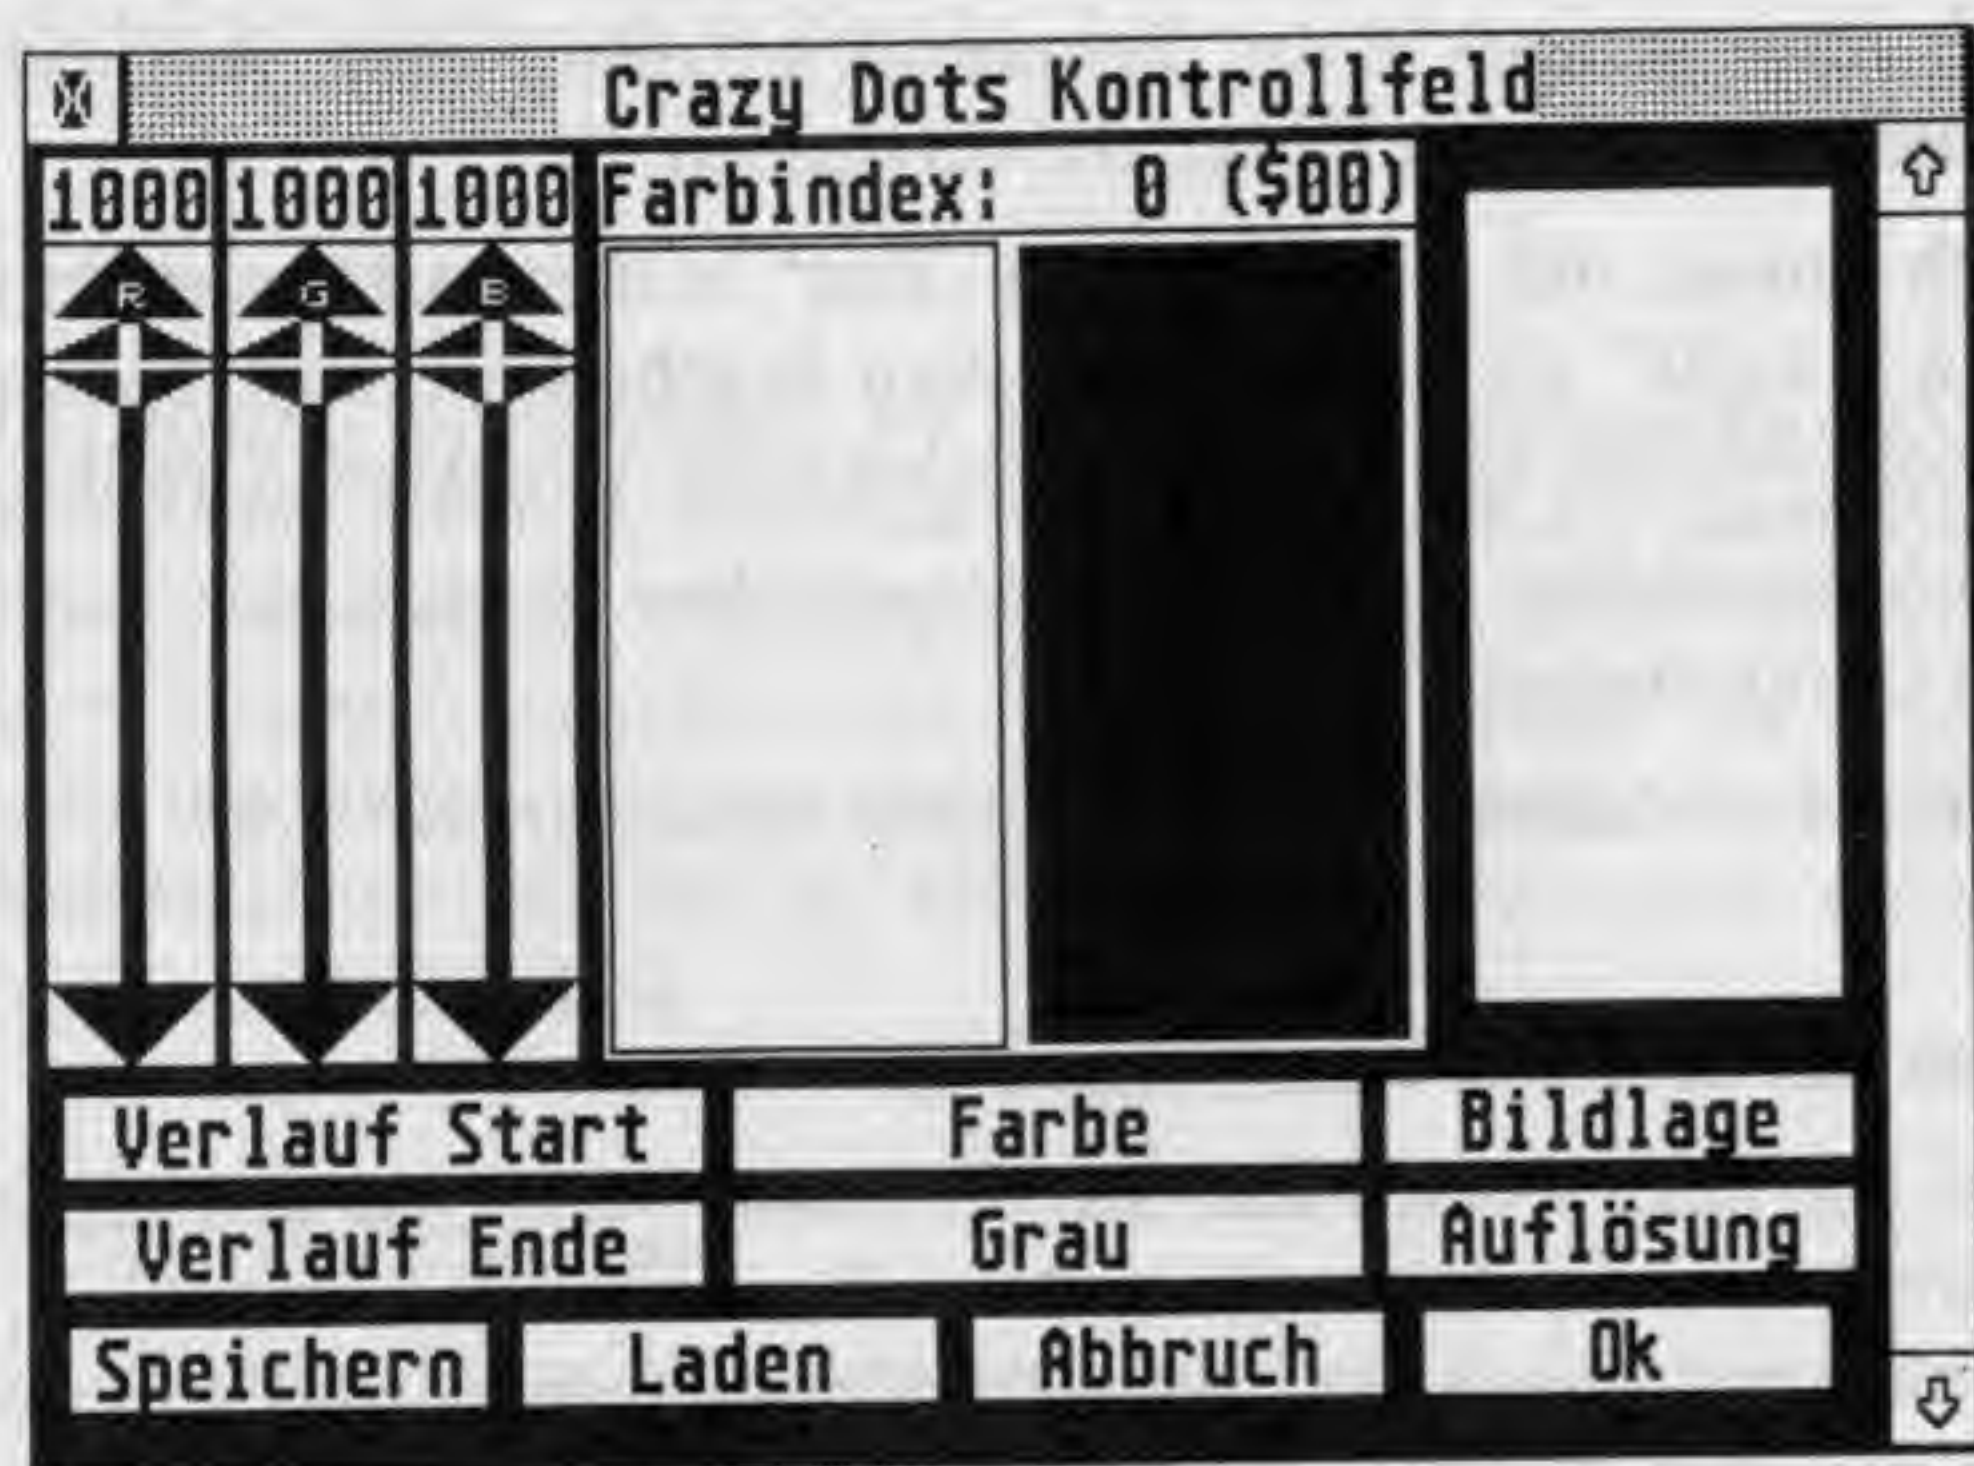 Crazy Dots Kontrollfeld
1000 1000 1000 Farbindex: 0 ($00)
R G B
Verlauf Start Farbe Bildlage
Verlauf Ende Grau Auflösung
Speichern Laden Abbruch Ok